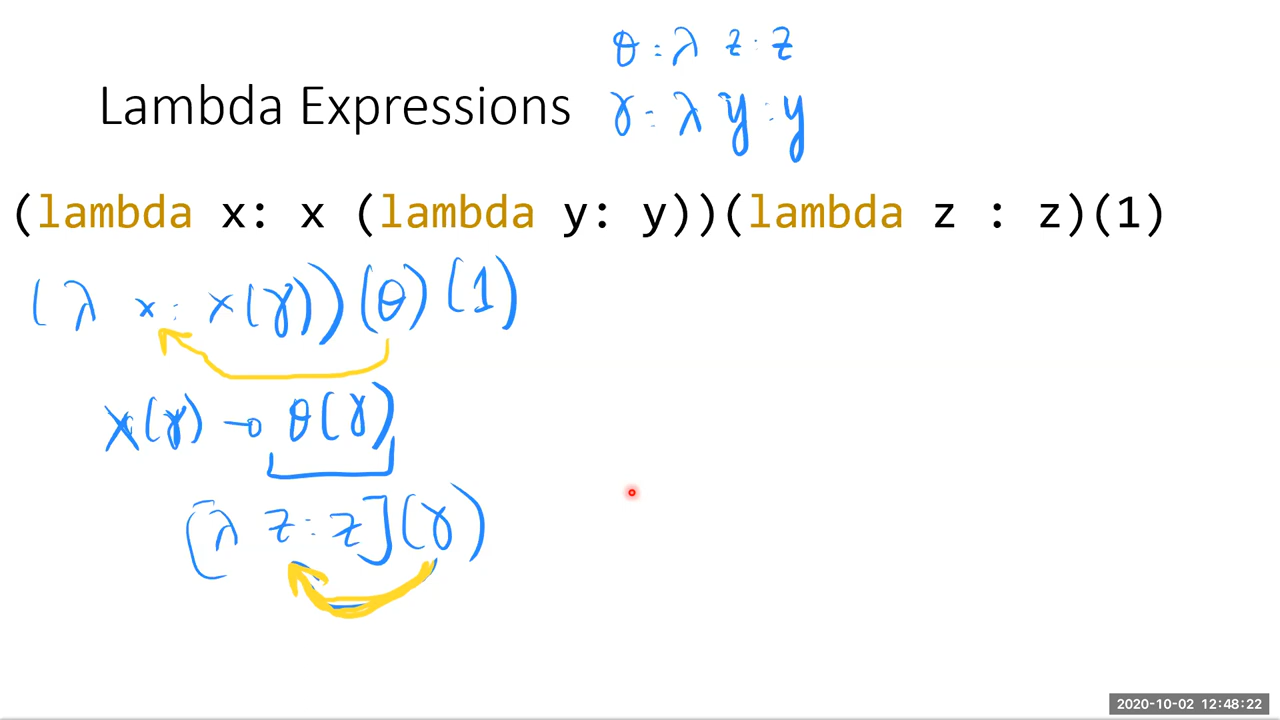 θ = λ z : z
Lambda Expressions
γ = λ y : y
(lambda x: x (lambda y: y))(lambda z : z)(1)
(λ x : x(γ))(θ)(1)
x(γ) → θ(γ)
[λ z : z](γ)
2020-10-02 12:48:22